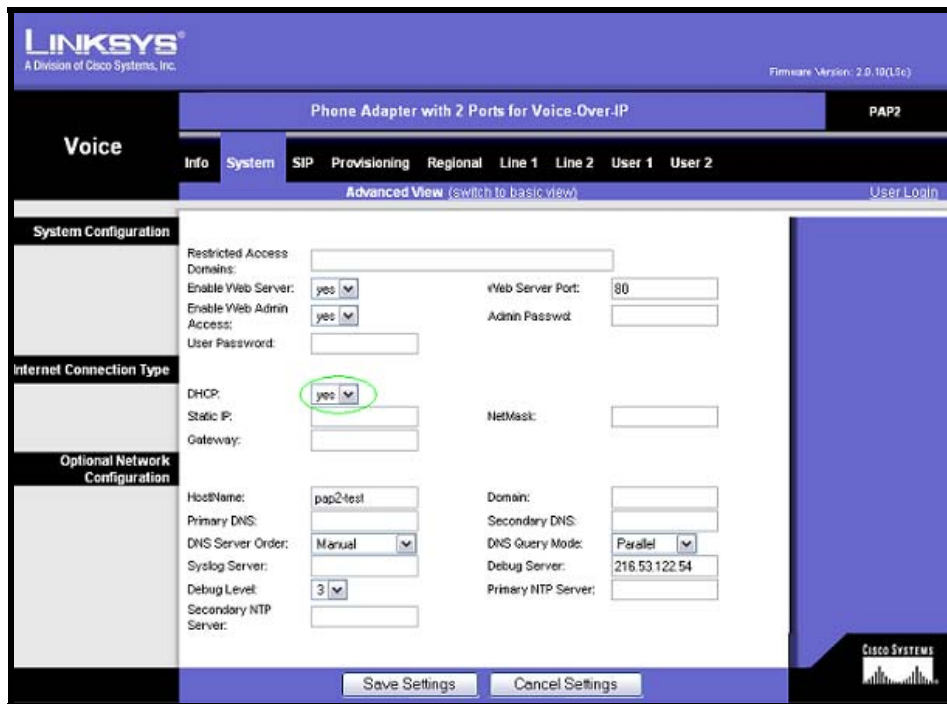 LINKSYS®
A Division of Cisco Systems, Inc.
Firmware Version: 2.0.10(LSc)
Phone Adapter with 2 Ports for Voice-Over-IP
PAP2
Voice
Info System SIP Provisioning Regional Line 1 Line 2 User 1 User 2
Advanced View (switch to basic view)
User Login
System Configuration
Restricted Access
Domains:
Enable Web Server: yes
Web Server Port: 80
Enable Web Admin
Access: yes
Admin Passwd:
User Password:
Internet Connection Type
DHCP: yes
Static IP:
NetMask:
Gateway:
Optional Network
Configuration
HostName: pap2-test
Domain:
Primary DNS:
Secondary DNS:
DNS Server Order: Manual
DNS Query Mode: Parallel
Syslog Server:
Debug Server: 216.53.122.54
Debug Level: 3
Primary NTP Server:
Secondary NTP
Server:
Save Settings
Cancel Settings
CISCO SYSTEMS